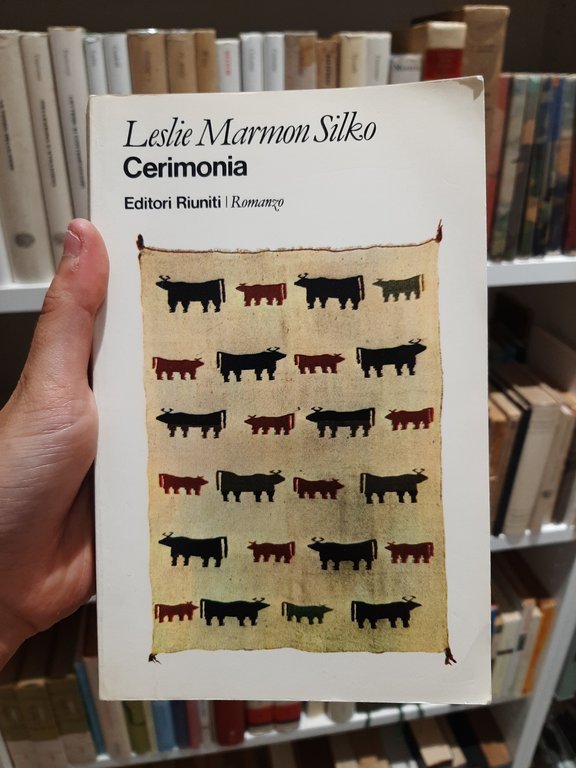 Leslie Marmon Silko
Cerimonia
Editori Riuniti | Romanzo